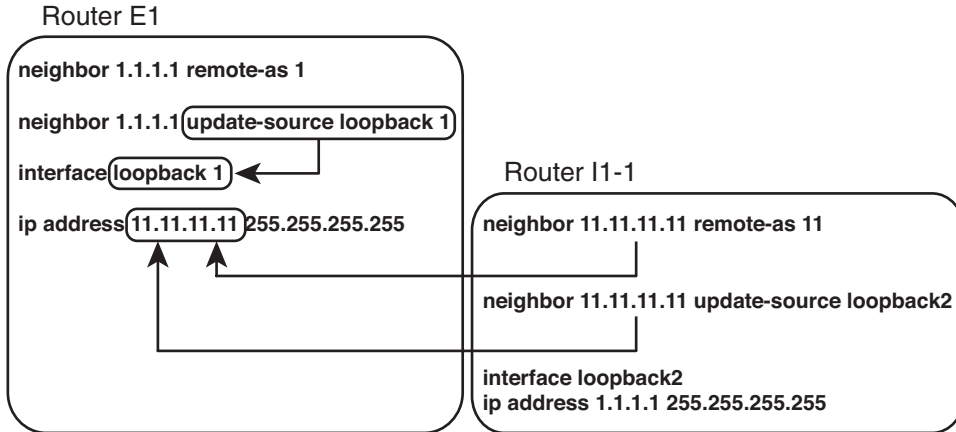 Router E1
neighbor 1.1.1.1 remote-as 1
neighbor 1.1.1.1 update-source loopback 1
interface loopback 1
ip address 11.11.11.11 255.255.255.255
Router I1-1
neighbor 11.11.11.11 remote-as 11
neighbor 11.11.11.11 update-source loopback2
interface loopback2
ip address 1.1.1.1 255.255.255.255